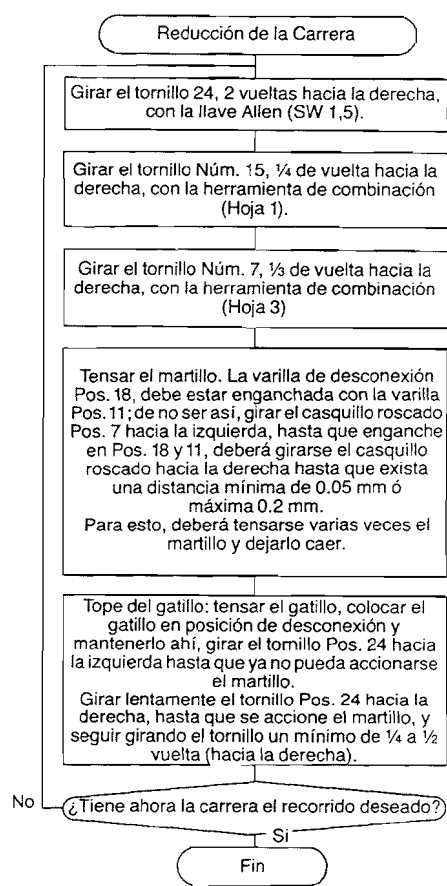 Reducción de la Carrera
Girar el tornillo 24, 2 vueltas hacia la derecha,
con la llave Allen (SW 1,5).
Girar el tornillo Núm. 15, ¼ de vuelta hacia la
derecha, con la herramienta de combinación
(Hoja 1).
Girar el tornillo Núm. 7, ⅓ de vuelta hacia la
derecha, con la herramienta de combinación
(Hoja 3)
Tensar el martillo. La varilla de desconexión
Pos. 18, debe estar enganchada con la varilla
Pos. 11; de no ser así, girar el casquillo roscado
Pos. 7 hacia la izquierda, hasta que enganche
en Pos. 18 y 11, deberá girarse el casquillo
roscado hacia la derecha hasta que exista
una distancia mínima de 0.05 mm ó
máxima 0.2 mm.
Para esto, deberá tensarse varias veces el
martillo y dejarlo caer.
Tope del gatillo: tensar el gatillo, colocar el
gatillo en posición de desconexión y
mantenerlo ahí, girar el tornillo Pos. 24 hacia
la izquierda hasta que ya no pueda accionarse
el martillo.
Girar lentamente el tornillo Pos. 24 hacia la
derecha, hasta que se accione el martillo, y
seguir girando el tornillo un mínimo de ¼ a ½
vuelta (hacia la derecha).
No
¿Tiene ahora la carrera el recorrido deseado?
Si
Fin